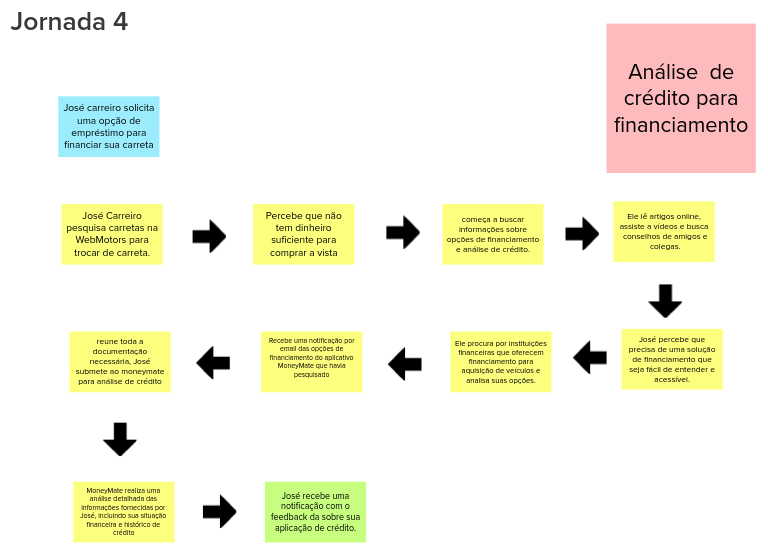 Jornada 4
Análise de
crédito para
financiamento
José carreiro solicita
uma opção de
empréstimo para
financiar sua carreta
José Carreiro
pesquisa carretas na
WebMotors para
trocar de carreta.
Percebe que não
tem dinheiro
suficiente para
comprar a vista
começa a buscar
informações sobre
opções de financiamento
e análise de crédito.
Ele lê artigos online,
assiste a vídeos e busca
conselhos de amigos e
colegas.
José percebe que
precisa de uma solução
de financiamento que
seja fácil de entender e
acessível.
Ele procura por instituições
financeiras que oferecem
financiamento para
aquisição de veículos e
analisa suas opções.
Recebe uma notificação por
email das opções de
financiamento do aplicativo
MoneyMate que havia
pesquisado
reune toda a
documentação
necessária, José
submete ao moneymate
para análise de crédito
MoneyMate realiza uma
análise detalhada das
informações fornecidas por
José, incluindo sua situação
financeira e histórico de
crédito
José recebe uma
notificação com o
feedback da sobre sua
aplicação de crédito.